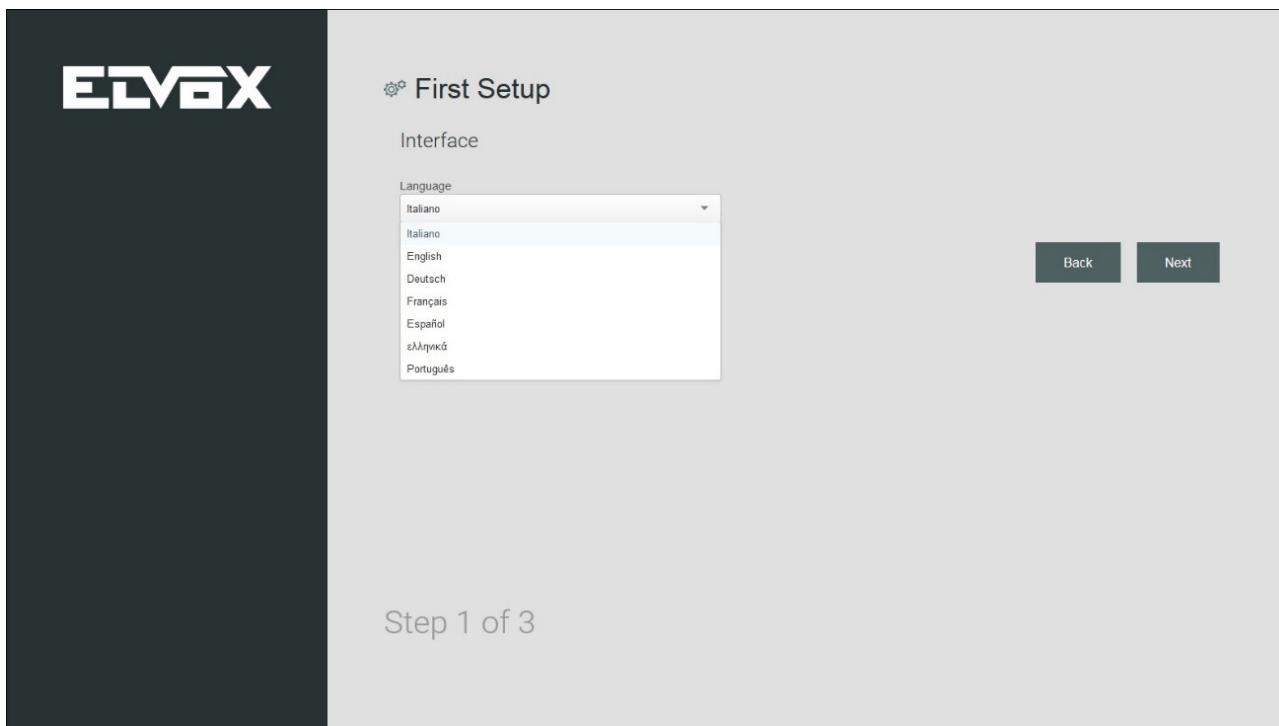 ELVOX
First Setup
Interface
Language
Italiano
Italiano
English
Deutsch
Français
Español
ελληνικά
Português
Back
Next
Step 1 of 3